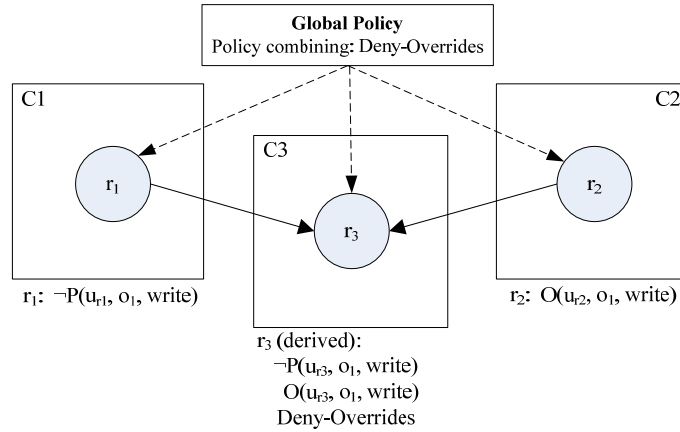 Global Policy
Policy combining: Deny-Overrides
C1
C2
C3
r₁
r₂
r₃
r₁: ¬P(uᵣ₁, o₁, write)
r₂: O(uᵣ₂, o₁, write)
r₃ (derived):
¬P(uᵣ₃, o₁, write)
O(uᵣ₃, o₁, write)
Deny-Overrides